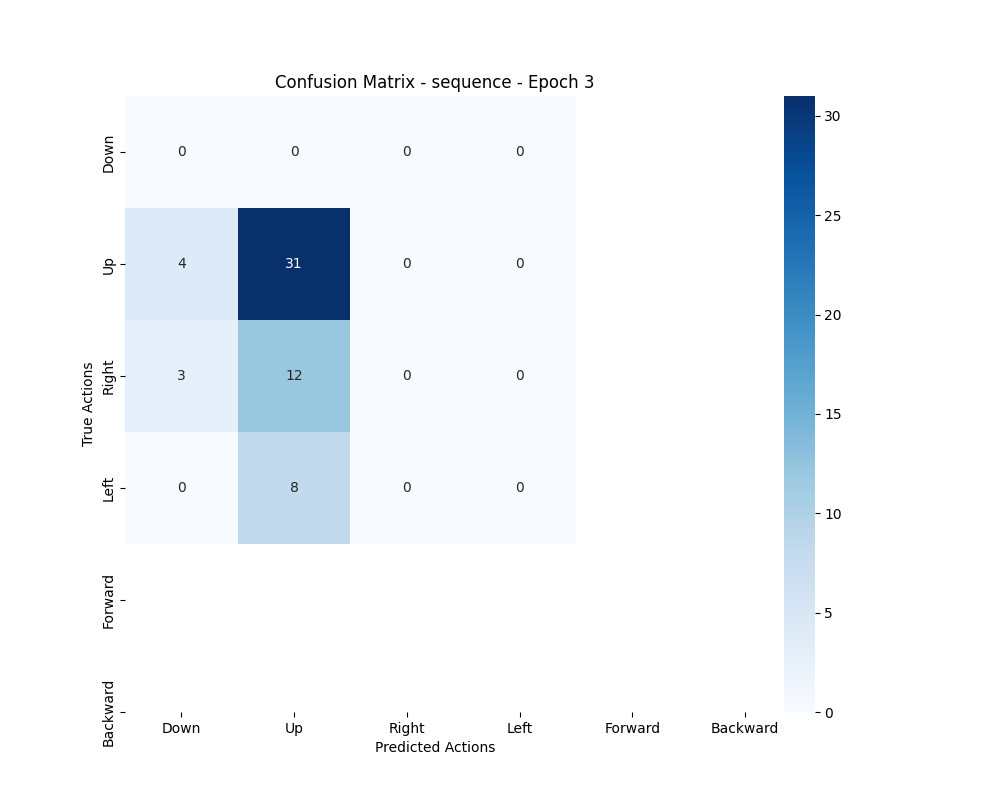 Confusion Matrix - sequence - Epoch 3
Down
0 0 0 0
Up
4 31 0 0
Right
3 12 0 0
Left
0 8 0 0
Forward
Backward
True Actions
Down Up Right Left Forward Backward
Predicted Actions
30
25
20
15
10
5
0